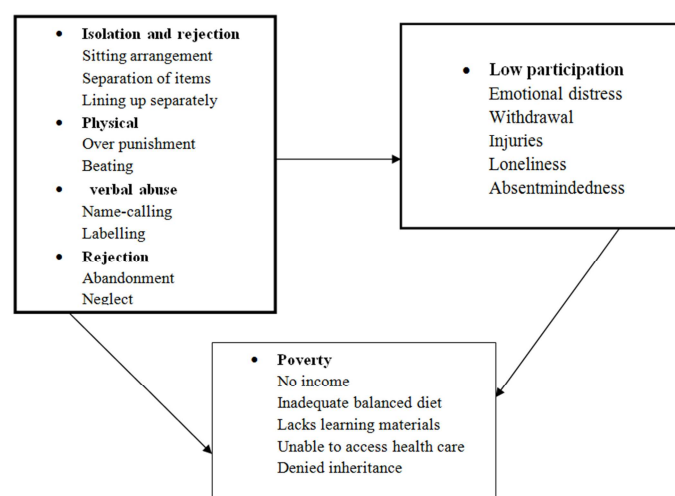 • Isolation and rejection
Sitting arrangement
Separation of items
Lining up separately
• Physical
Over punishment
Beating
• verbal abuse
Name-calling
Labelling
• Rejection
Abandonment
Neglect
• Low participation
Emotional distress
Withdrawal
Injuries
Loneliness
Absentmindedness
• Poverty
No income
Inadequate balanced diet
Lacks learning materials
Unable to access health care
Denied inheritance